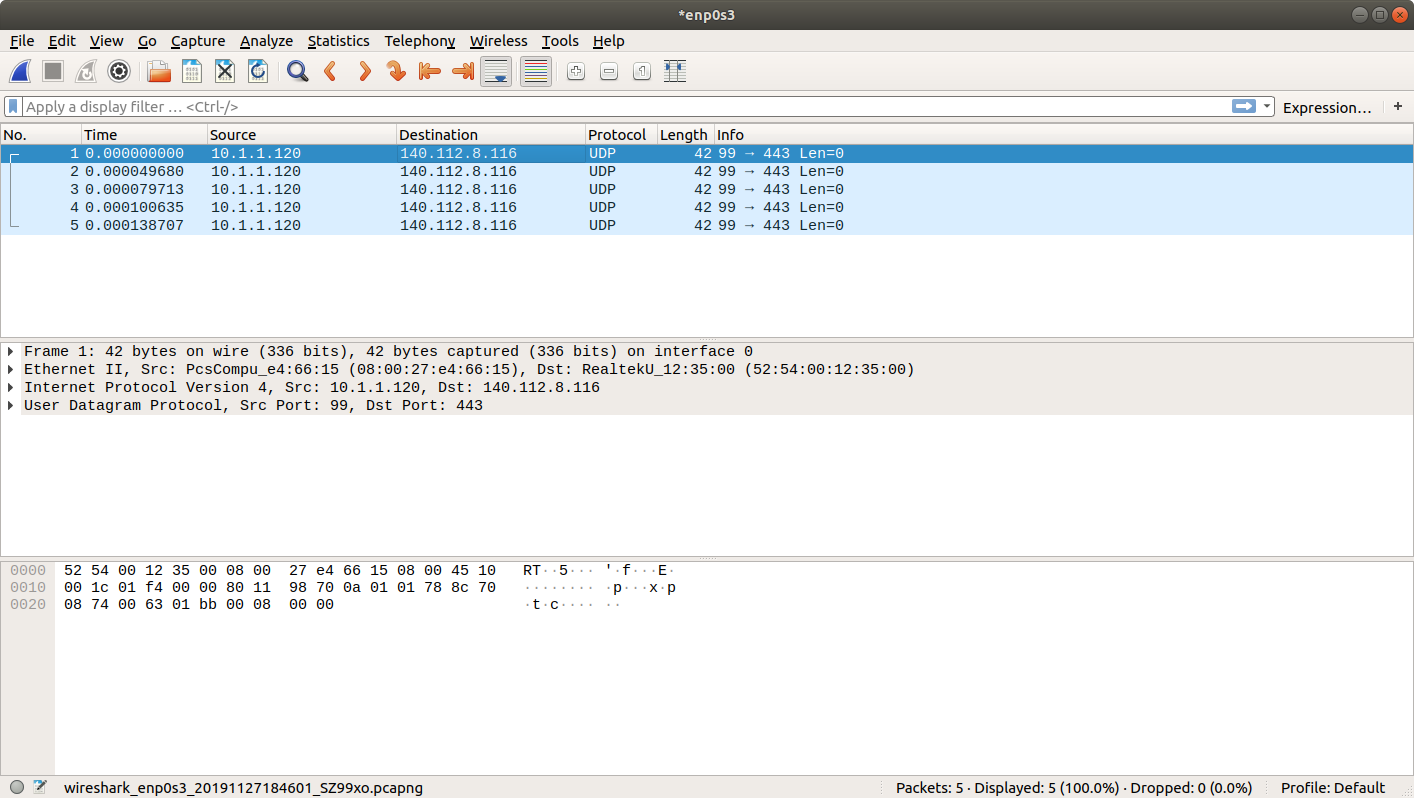 *enp0s3
File Edit View Go Capture Analyze Statistics Telephony Wireless Tools Help
Apply a display filter … <Ctrl-/> Expression… +
No. Time Source Destination Protocol Length Info
1 0.000000000 10.1.1.120 140.112.8.116 UDP 42 99 → 443 Len=0
2 0.000049680 10.1.1.120 140.112.8.116 UDP 42 99 → 443 Len=0
3 0.000079713 10.1.1.120 140.112.8.116 UDP 42 99 → 443 Len=0
4 0.000100635 10.1.1.120 140.112.8.116 UDP 42 99 → 443 Len=0
5 0.000138707 10.1.1.120 140.112.8.116 UDP 42 99 → 443 Len=0
Frame 1: 42 bytes on wire (336 bits), 42 bytes captured (336 bits) on interface 0
Ethernet II, Src: PcsCompu_e4:66:15 (08:00:27:e4:66:15), Dst: RealtekU_12:35:00 (52:54:00:12:35:00)
Internet Protocol Version 4, Src: 10.1.1.120, Dst: 140.112.8.116
User Datagram Protocol, Src Port: 99, Dst Port: 443
0000 52 54 00 12 35 00 08 00 27 e4 66 15 08 00 45 10 RT··5··· '·f···E·
0010 00 1c 01 f4 00 00 80 11 98 70 0a 01 01 78 8c 70 ········ ·p···x·p
0020 08 74 00 63 01 bb 00 08 00 00 ·t·c···· ··
wireshark_enp0s3_20191127184601_SZ99xo.pcapng Packets: 5 · Displayed: 5 (100.0%) · Dropped: 0 (0.0%) Profile: Default